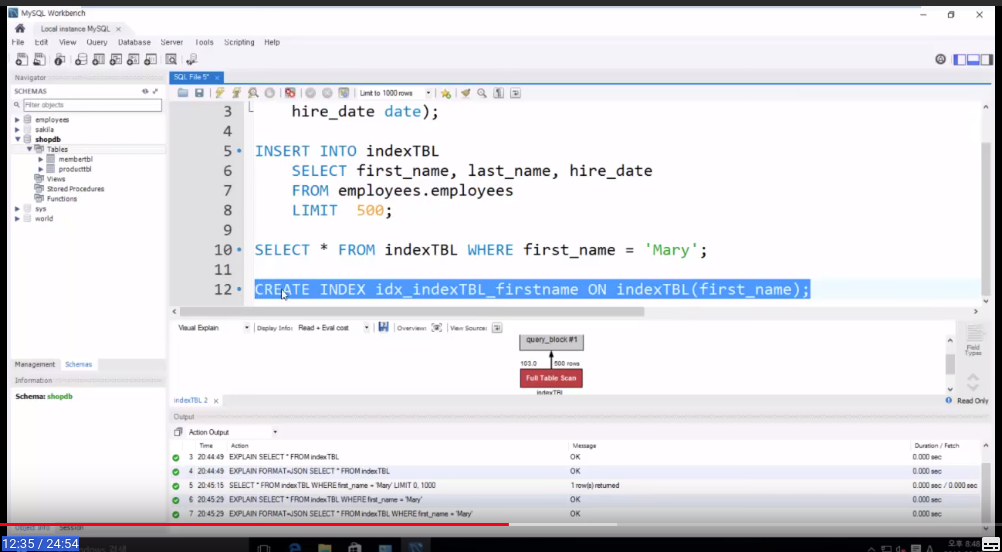 MySQL Workbench
Local instance MySQL
File Edit View Query Database Server Tools Scripting Help
Navigator
SQL File 5*
SCHEMAS
Limit to 1000 rows
Filter objects
employees
sakila
shopdb
Tables
membertbl
producttbl
Views
Stored Procedures
Functions
sys
world
3 hire_date date);
4
5 INSERT INTO indexTBL
6 SELECT first_name, last_name, hire_date
7 FROM employees.employees
8 LIMIT 500;
9
10 SELECT * FROM indexTBL WHERE first_name = 'Mary';
11
12 CREATE INDEX idx_indexTBL_firstname ON indexTBL(first_name);
Visual Explain Display Info: Read + Eval cost Overview: View Source:
query_block #1
103.0 500 rows
Full Table Scan
indexTBL
Field Types
Management Schemas
Information
Schema: shopdb
indexTBL 2
Read Only
Output
Action Output
Time Action Message Duration / Fetch
3 20:44:49 EXPLAIN SELECT * FROM indexTBL OK 0.000 sec
4 20:44:49 EXPLAIN FORMAT=JSON SELECT * FROM indexTBL OK 0.000 sec
5 20:45:15 SELECT * FROM indexTBL WHERE first_name = 'Mary' LIMIT 0, 1000 1 row(s) returned 0.000 sec / 0.000 sec
6 20:45:29 EXPLAIN SELECT * FROM indexTBL WHERE first_name = 'Mary' OK 0.000 sec
7 20:45:29 EXPLAIN FORMAT=JSON SELECT * FROM indexTBL WHERE first_name = 'Mary' OK 0.000 sec
Object Info Session
12:35 / 24:54
오후 8:48